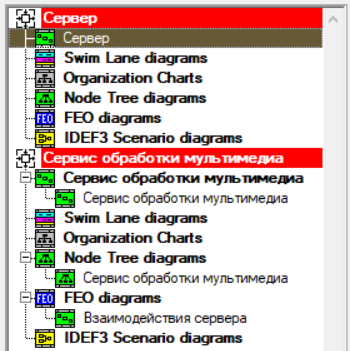 Сервер
Сервер
Swim Lane diagrams
Organization Charts
Node Tree diagrams
FEO FEO diagrams
IDEF3 Scenario diagrams
Сервис обработки мультимедиа
Сервис обработки мультимедиа
Сервис обработки мультимедиа
Swim Lane diagrams
Organization Charts
Node Tree diagrams
Сервис обработки мультимедиа
FEO FEO diagrams
Взаимодействия сервера
IDEF3 Scenario diagrams